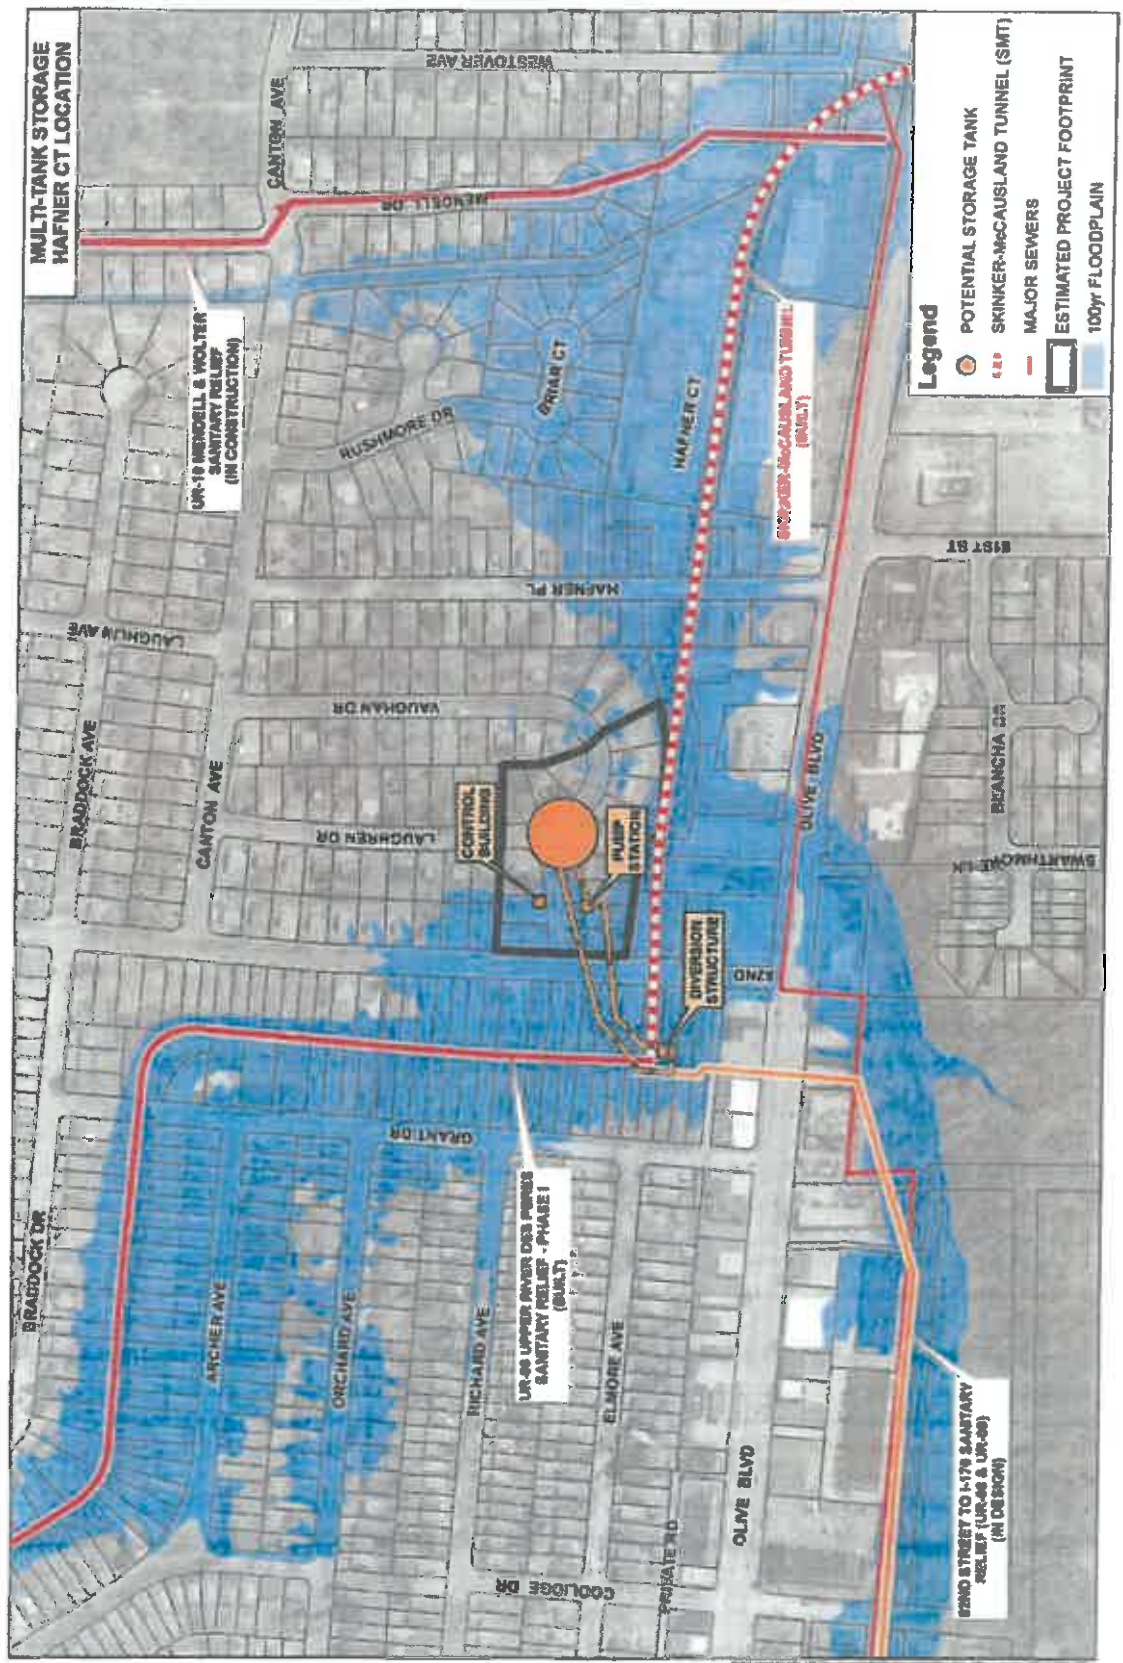 MULTI-TANK STORAGE
HAFNER CT LOCATION
BRADDOCK DR
BRADDOCK AVE
LAUGHLIN AVE
CANTON AVE
CANTON AVE
WESTOVER AVE
MENDELL DR
UR-10 MENDELL & WOLTER
SANITARY RELIEF
(IN CONSTRUCTION)
RUSHMORE DR
BRIAR CT
HAFNER CT
HAFNER PL
VAUGHAN DR
LAUGHREN DR
CONTROL
BUILDING
PUMP
STATION
DIVERSION
STRUCTURE
82ND
SKINKER-McCAUSLAND TUNNEL
(BUILT)
ARCHER AVE
ORCHARD AVE
RICHARD AVE
ELMORE AVE
GRANT DR
COOLIDGE DR
PRIVATE RD
UR-08 UPPER RIVER DES PERES
SANITARY RELIEF - PHASE I
(BUILT)
OLIVE BLVD
OLIVE BLVD
81ST ST
BEANCHA DR
SWARTHMORE LN
82ND STREET TO I-170 SANITARY
RELIEF (UR-08 & UR-09)
(IN DESIGN)
Legend
POTENTIAL STORAGE TANK
SKINKER-McCAUSLAND TUNNEL (SMT)
MAJOR SEWERS
ESTIMATED PROJECT FOOTPRINT
100yr FLOODPLAIN